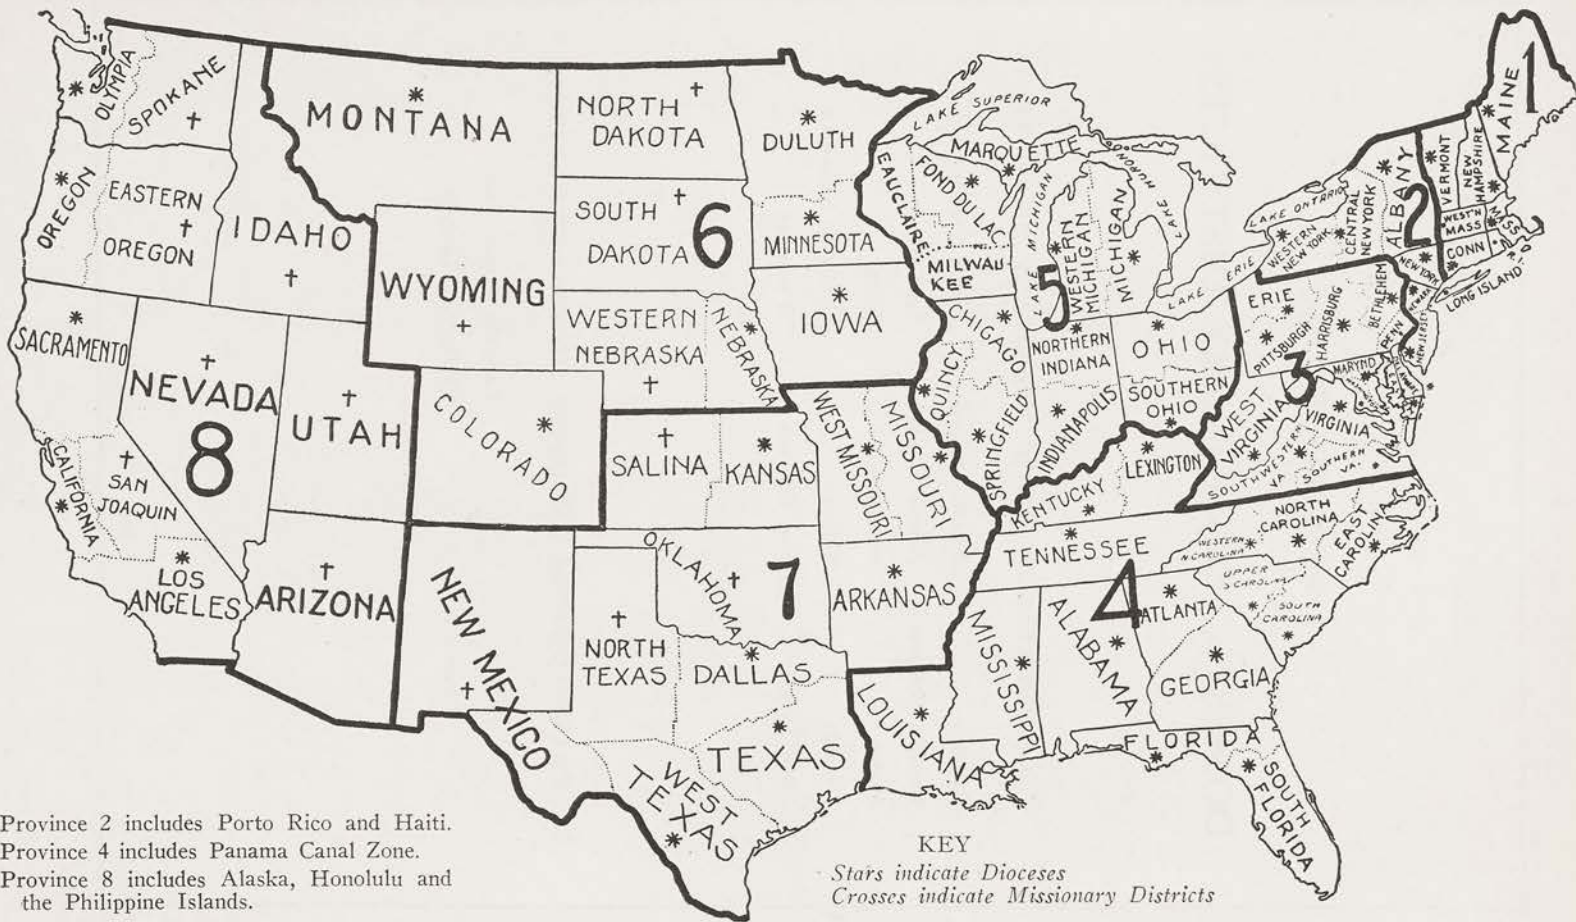 OLYMPIA
SPOKANE
OREGON
EASTERN
OREGON
IDAHO
MONTANA
WYOMING
SACRAMENTO
NEVADA
8
UTAH
CALIFORNIA
SAN
JOAQUIN
LOS
ANGELES
ARIZONA
COLORADO
NORTH
DAKOTA
SOUTH
DAKOTA
6
DULUTH
MINNESOTA
WESTERN
NEBRASKA
NEBRASKA
IOWA
SALINA
KANSAS
WEST MISSOURI
MISSOURI
NEW MEXICO
OKLAHOMA
7
ARKANSAS
NORTH
TEXAS
DALLAS
TEXAS
WEST
TEXAS
LOUISIANA
LAKE SUPERIOR
MARQUETTE
EAUCLAIRE
FOND DU LAC
MILWAU
KEE
LAKE MICHIGAN
5
WESTERN
MICHIGAN
MICHIGAN
LAKE HURON
LAKE ERIE
LAKE ONTARIO
CHIGAGO
QUINCY
SPRINGFIELD
NORTHERN
INDIANA
INDIANAPOLIS
OHIO
SOUTHERN
OHIO
KENTUCKY
LEXINGTON
TENNESSEE
4
MISSISSIPPI
ALABAMA
ATLANTA
GEORGIA
FLORIDA
SOUTH
FLORIDA
WESTERN
N CAROLINA
NORTH
CAROLINA
EAST
CAROLINA
UPPER
S CAROLINA
SOUTH
CAROLINA
WEST
VIRGINIA
VIRGINIA
SOUTHWESTERN
VA
SOUTHERN
VA.
3
ERIE
PITTSBURGH
HARRISBURG
BETHLEHEM
PENN
MARYND
NEWARK
NEW JERSEY
WESTERN
NEW YORK
CENTRAL
NEW YORK
ALBANY
2
NEW YORK
LONG ISLAND
VERMONT
NEW
HAMPSHIRE
MAINE
1
WEST'N
MASS
MASS
CONN
Province 2 includes Porto Rico and Haiti.
Province 4 includes Panama Canal Zone.
Province 8 includes Alaska, Honolulu and
the Philippine Islands.
KEY
Stars indicate Dioceses
Crosses indicate Missionary Districts